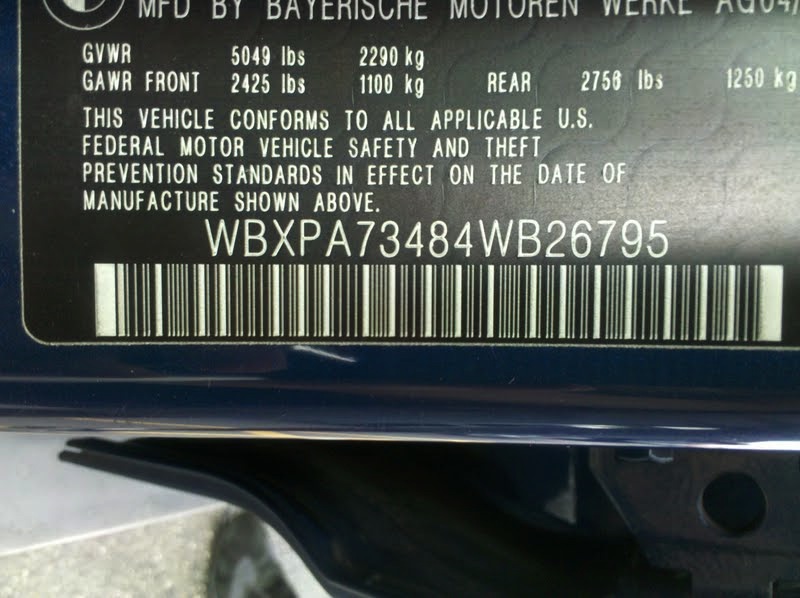 MFD BY BAYERISCHE MOTOREN WERKE AG04/
GVWR 5049 lbs 2290 kg
GAWR FRONT 2425 lbs 1100 kg REAR 2756 lbs 1250 kg
THIS VEHICLE CONFORMS TO ALL APPLICABLE U.S.
FEDERAL MOTOR VEHICLE SAFETY AND THEFT
PREVENTION STANDARDS IN EFFECT ON THE DATE OF
MANUFACTURE SHOWN ABOVE.
WBXPA73484WB26795